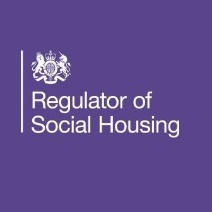 Regulator of
Social Housing